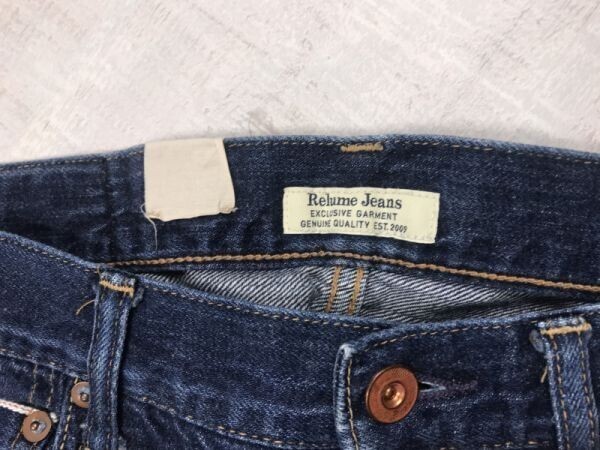 Relume Jeans
EXCLUSIVE GARMENT
GENUINE QUALITY EST.2009